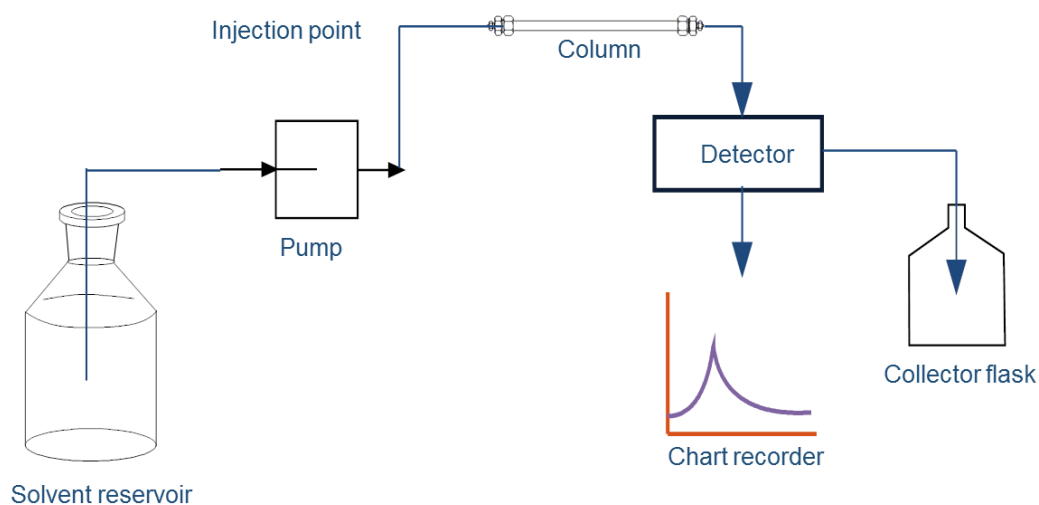 Injection point
Column
Detector
Pump
Collector flask
Chart recorder
Solvent reservoir